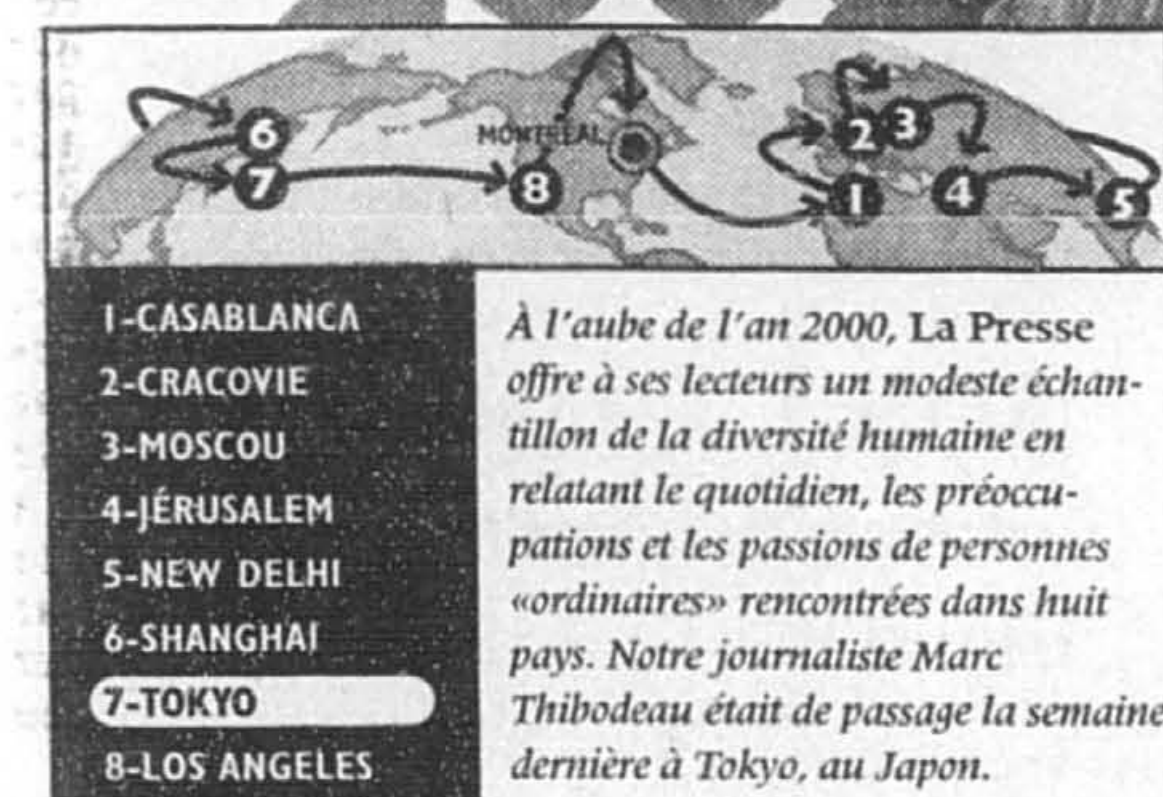 MONTRÉAL
6
7
8
2
3
1
4
5
1-CASABLANCA
2-CRACOVIE
3-MOSCOU
4-JÉRUSALEM
5-NEW DELHI
6-SHANGHAI
7-TOKYO
8-LOS ANGELES
À l'aube de l'an 2000, La Presse
offre à ses lecteurs un modeste échan-
tillon de la diversité humaine en
relatant le quotidien, les préoccu-
pations et les passions de personnes
«ordinaires» rencontrées dans huit
pays. Notre journaliste Marc
Thibodeau était de passage la semaine
dernière à Tokyo, au Japon.